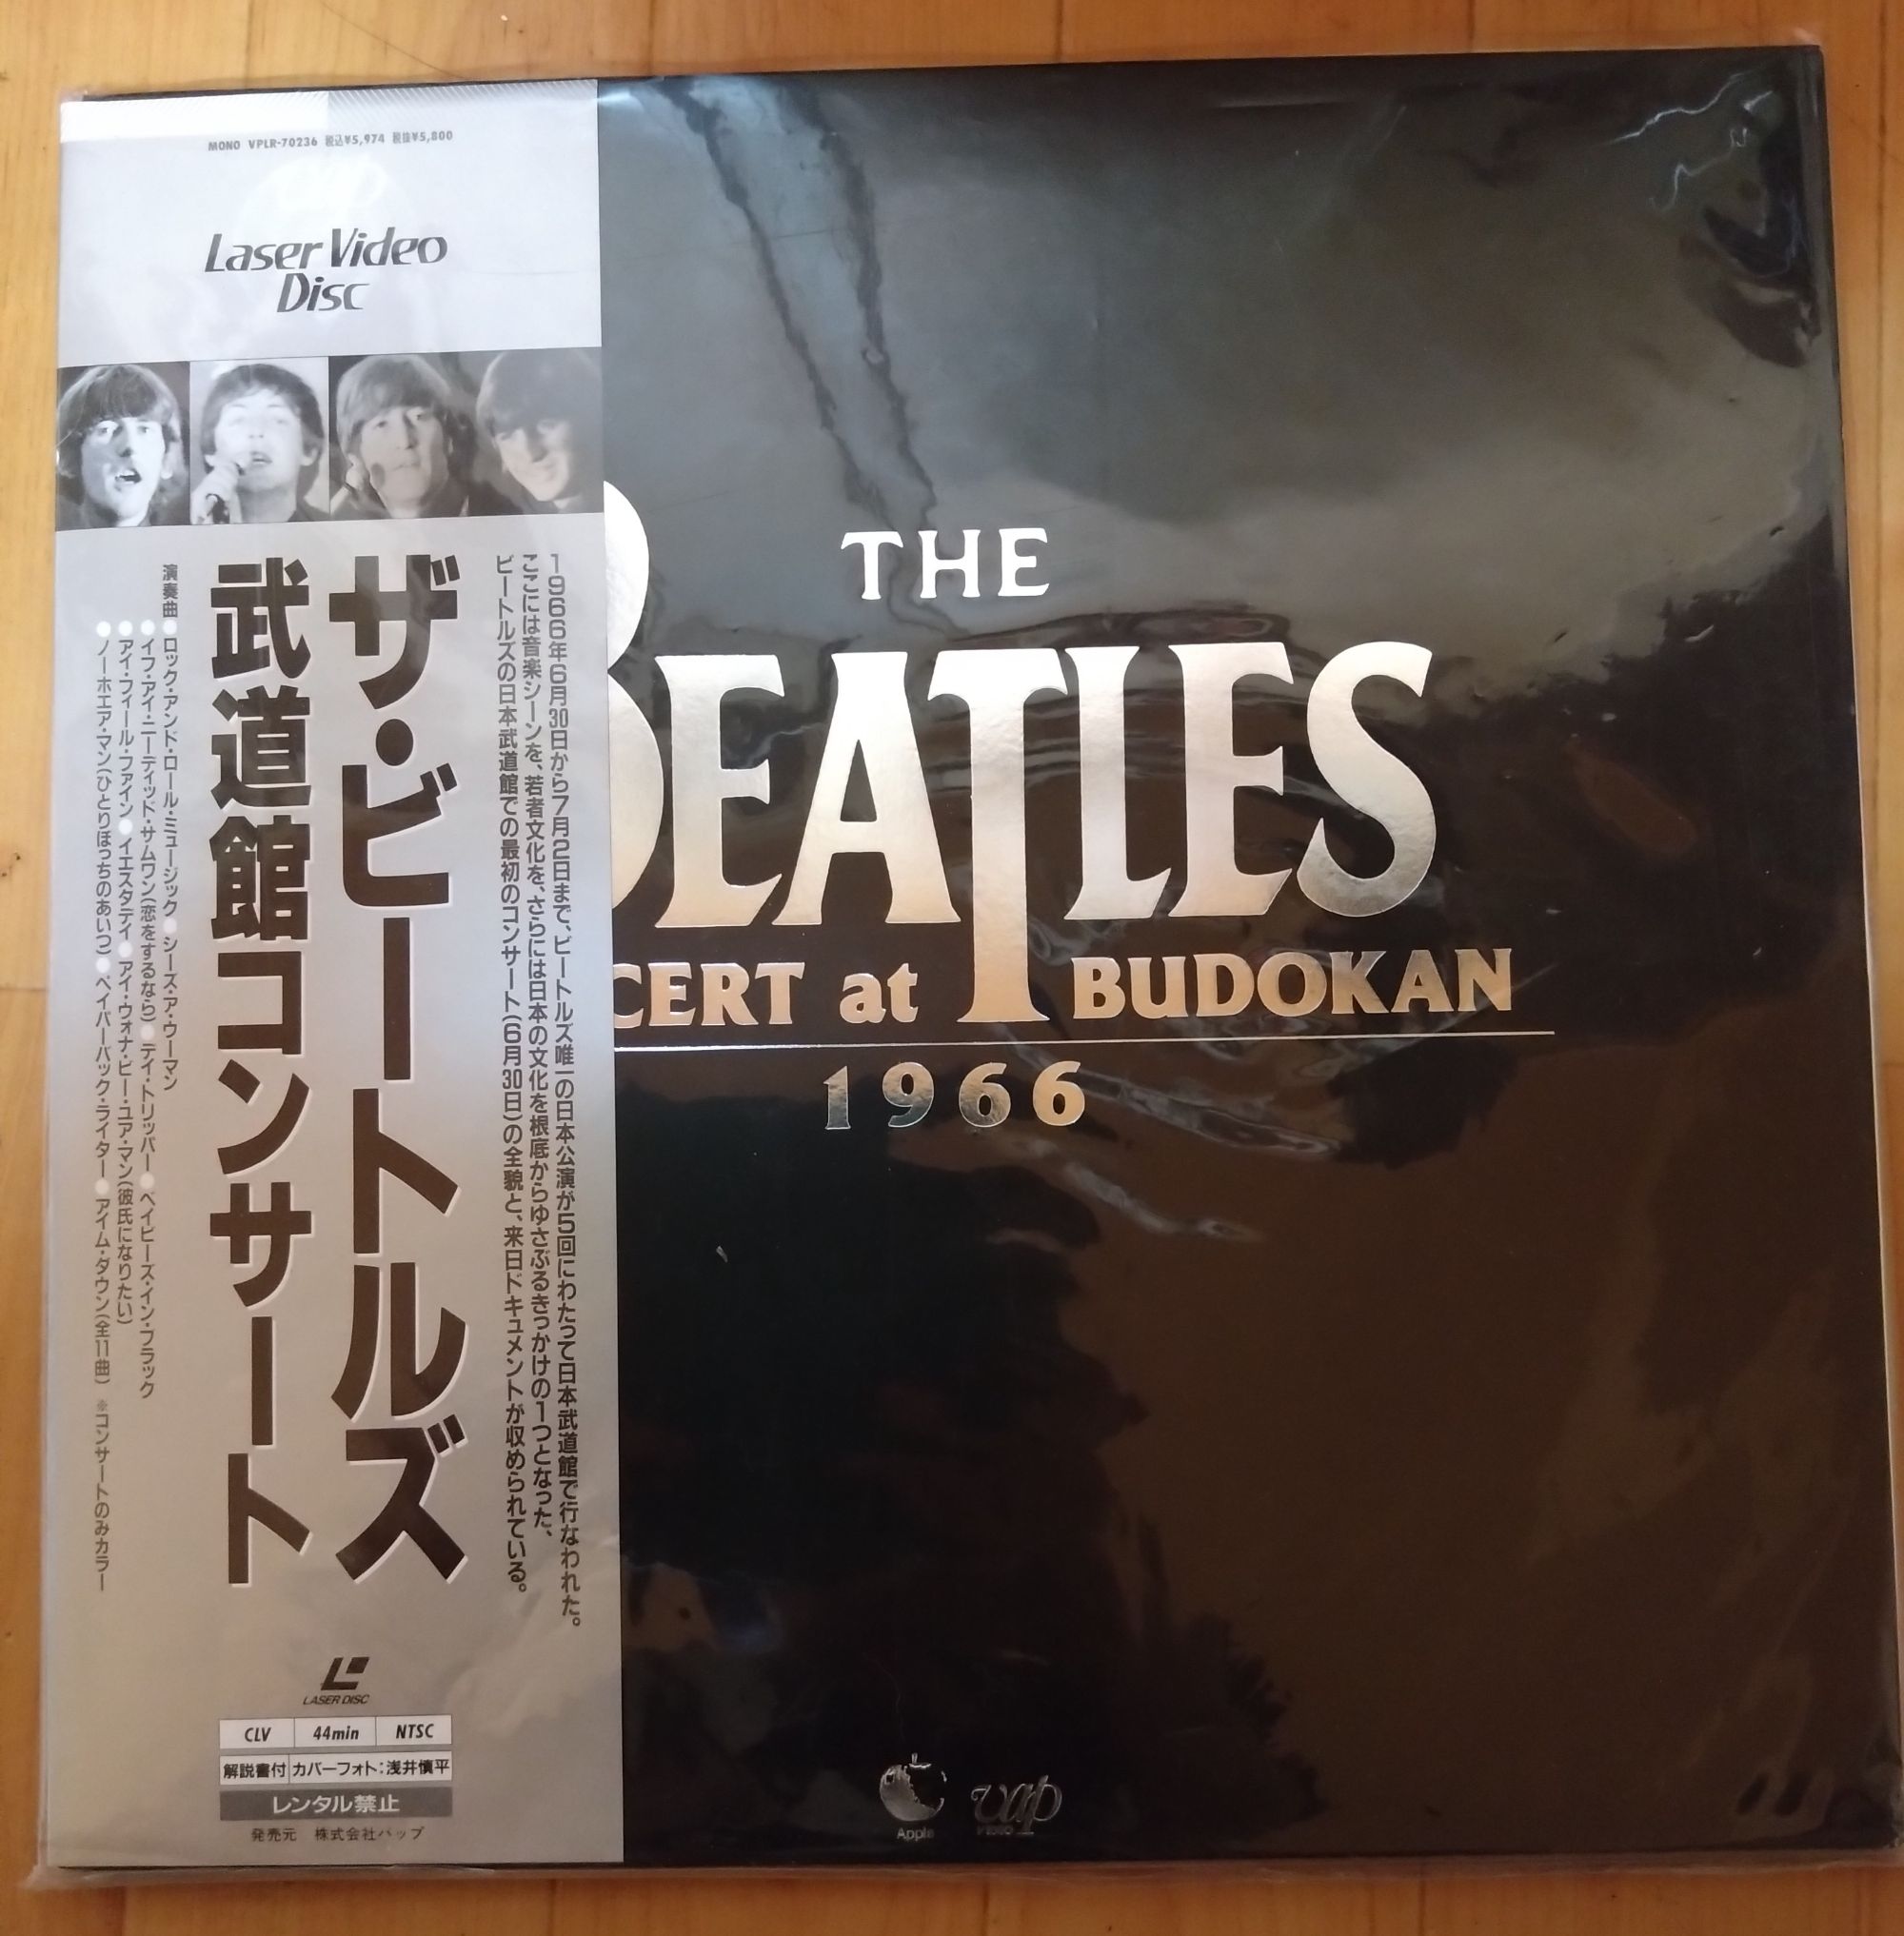 MONO VPLR-70236 税込¥5,974 税抜¥5,800
Laser Video
Disc
1966年6月30日から7月2日まで、ビートルズ唯一の日本公演が5回にわたって日本武道館で行なわれた。
ここには音楽シーンを、若者文化を、さらには日本の文化を根底からゆさぶるきっかけの1つとなった、
ビートルズの日本武道館での最初のコンサート(6月30日)の全貌と、来日ドキュメントが収められている。
ザ・ビートルズ
武道館コンサート
演奏曲●ロック・アンド・ロール・ミュージック●シーズ・ア・ウーマン
●イフ・アイ・ニーディッド・サムワン(恋をするなら)●デイ・トリッパー●ベイビーズ・イン・ブラック
●アイ・フィール・ファイン●イエスタデイ●アイ・ウォナ・ビー・ユア・マン(彼氏になりたい)
●ノーホエア・マン(ひとりぼっちのあいつ)●ペイパーバック・ライター●アイム・ダウン(全11曲) ※コンサートのみカラー
LASER DISC
CLV 44min NTSC
解説書付 カバーフォト:浅井慎平
レンタル禁止
発売元 株式会社バップ
THE
BEATLES
CERT at BUDOKAN
1966
Apple
vap
VIDEO